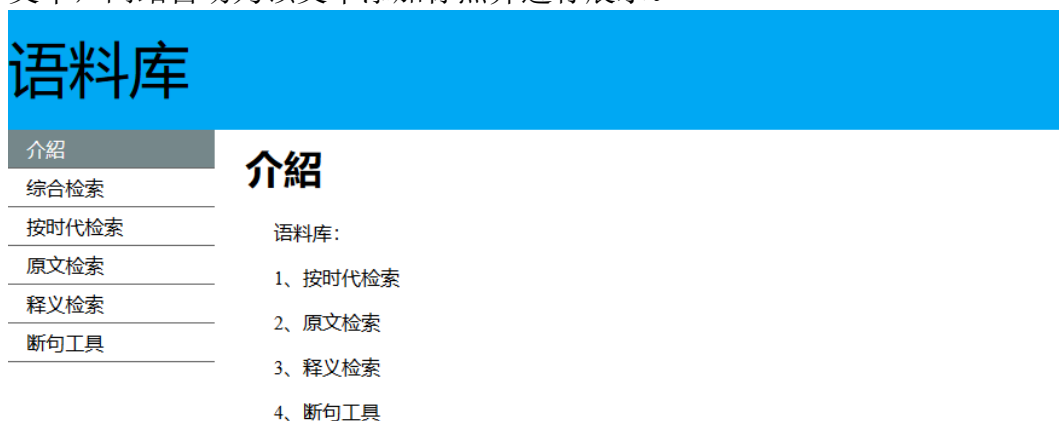 语料库
介紹
综合检索
按时代检索
原文检索
释义检索
断句工具
介紹
语料库：
1、按时代检索
2、原文检索
3、释义检索
4、断句工具